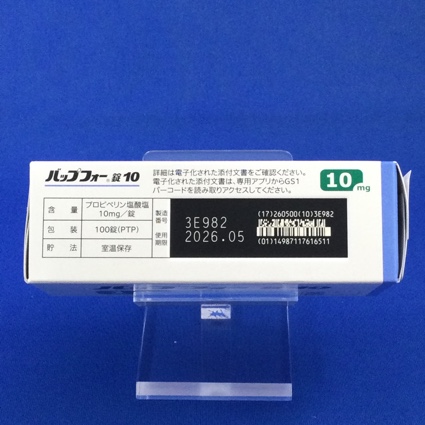 バップフォー®錠10
詳細は電子化された添付文書をご確認ください。
電子化された添付文書は、専用アプリからGS1
バーコードを読み取りアクセスしてください。
10mg
含量 プロピベリン塩酸塩
10mg/錠
包装 100錠(PTP)
貯法 室温保存
製造番号 3E982
使用期限 2026.05
(17)260500(10)3E982
(01)14987117616511